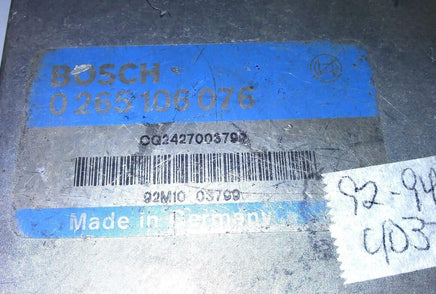 BOSCH
0 265 106 076
CG2427003799
92M10 03799
Made in Germany
92-94